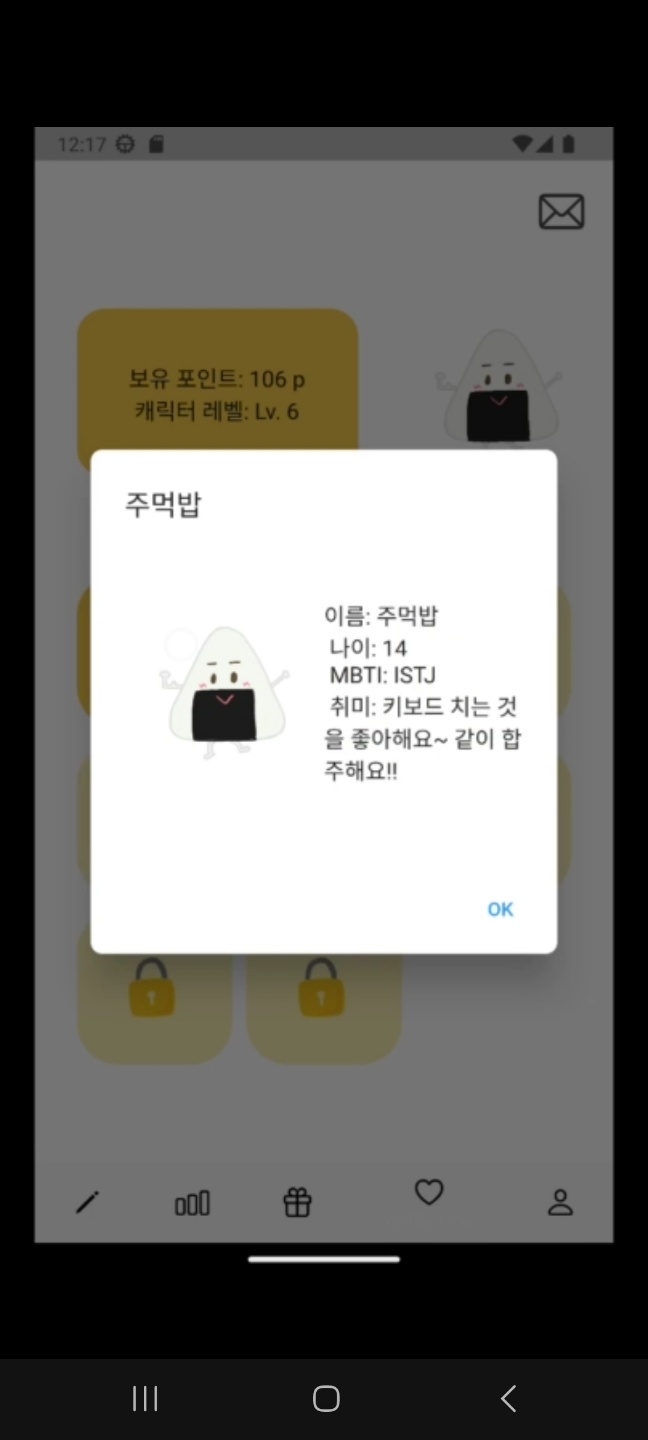 12:17
보유 포인트: 106 p
캐릭터 레벨: Lv. 6
주먹밥
이름: 주먹밥
나이: 14
MBTI: ISTJ
취미: 키보드 치는 것
을 좋아해요~ 같이 합
주해요!!
OK